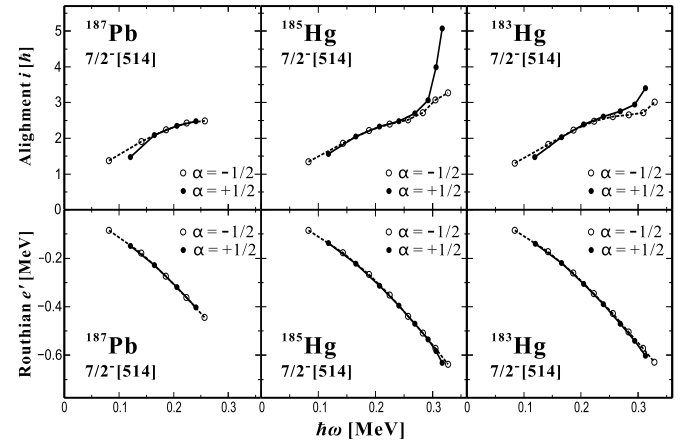 Alighment i [ħ]
5
4
3
2
1
0
187Pb
7/2⁻[514]
α = −1/2
α = +1/2
185Hg
7/2⁻[514]
α = −1/2
α = +1/2
183Hg
7/2⁻[514]
α = −1/2
α = +1/2
Routhian e′ [MeV]
−0.2
−0.4
−0.6
α = −1/2
α = +1/2
187Pb
7/2⁻[514]
α = −1/2
α = +1/2
185Hg
7/2⁻[514]
α = −1/2
α = +1/2
183Hg
7/2⁻[514]
0 0.1 0.2 0.3 0 0.1 0.2 0.3 0 0.1 0.2 0.3
ħω [MeV]